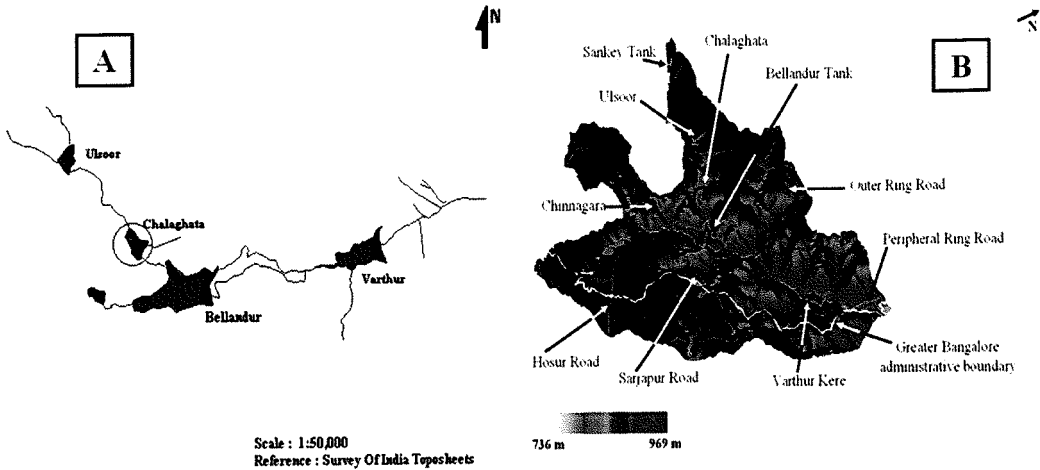 A
N
Ulsoor
Chalaghata
Varthur
Bellandur
Scale : 1:50,000
Reference : Survey Of India Toposheets
B
N
Sankey Tank
Chalaghata
Bellandur Tank
Ulsoor
Outer Ring Road
Chinnagara
Peripheral Ring Road
Hosur Road
Sarjapur Road
Varthur Kere
Greater Bangalore
administrative boundary
736 m
969 m